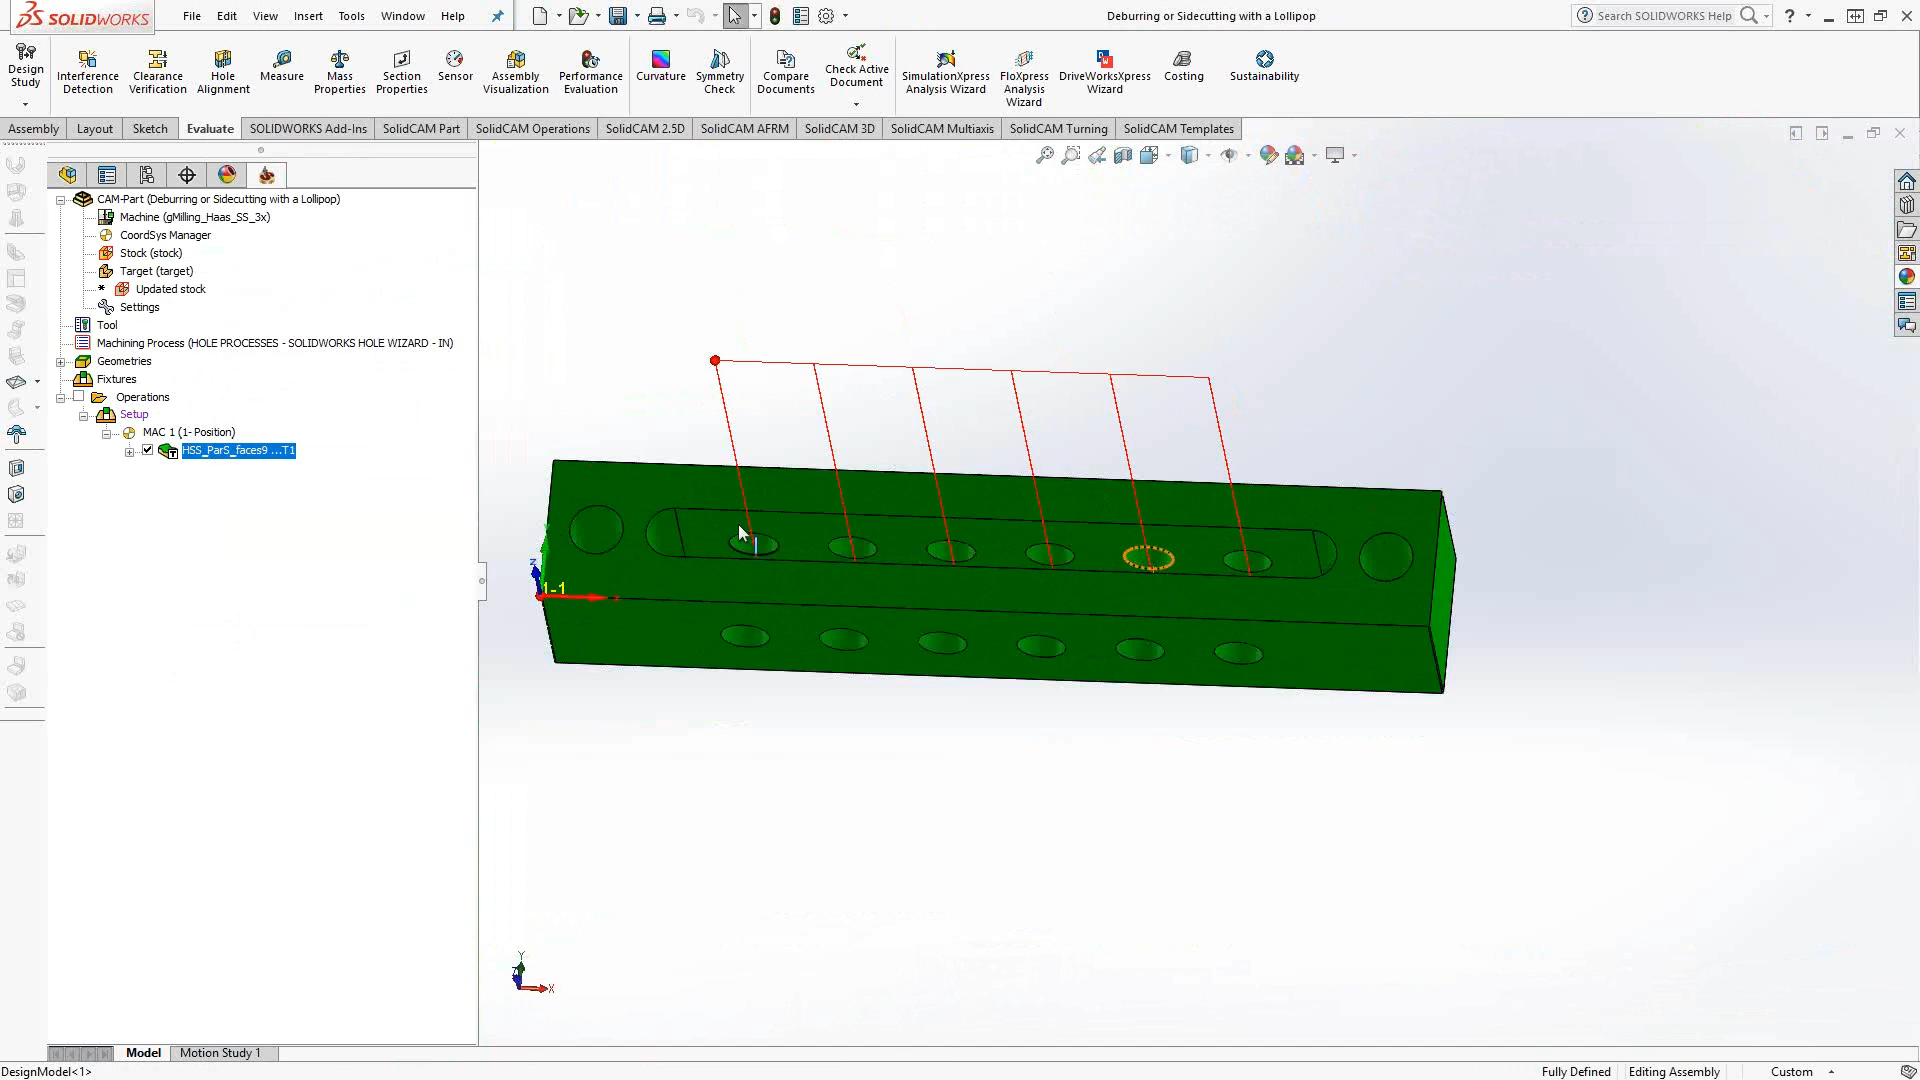 SOLIDWORKS
File Edit View Insert Tools Window Help
Deburring or Sidecutting with a Lollipop
Search SOLIDWORKS Help
Design Study
Interference Detection
Clearance Verification
Hole Alignment
Measure
Mass Properties
Section Properties
Sensor
Assembly Visualization
Performance Evaluation
Curvature
Symmetry Check
Compare Documents
Check Active Document
SimulationXpress Analysis Wizard
FloXpress Analysis Wizard
DriveWorksXpress Wizard
Costing
Sustainability
Assembly Layout Sketch Evaluate SOLIDWORKS Add-Ins SolidCAM Part SolidCAM Operations SolidCAM 2.5D SolidCAM AFRM SolidCAM 3D SolidCAM Multiaxis SolidCAM Turning SolidCAM Templates
CAM-Part (Deburring or Sidecutting with a Lollipop)
Machine (gMilling_Haas_SS_3x)
CoordSys Manager
Stock (stock)
Target (target)
* Updated stock
Settings
Tool
Machining Process (HOLE PROCESSES - SOLIDWORKS HOLE WIZARD - IN)
Geometries
Fixtures
Operations
Setup
MAC 1 (1- Position)
HSS_ParS_faces9 ...T1
1-1
Y
Z
X
Model Motion Study 1
DesignModel<1>
Fully Defined Editing Assembly Custom